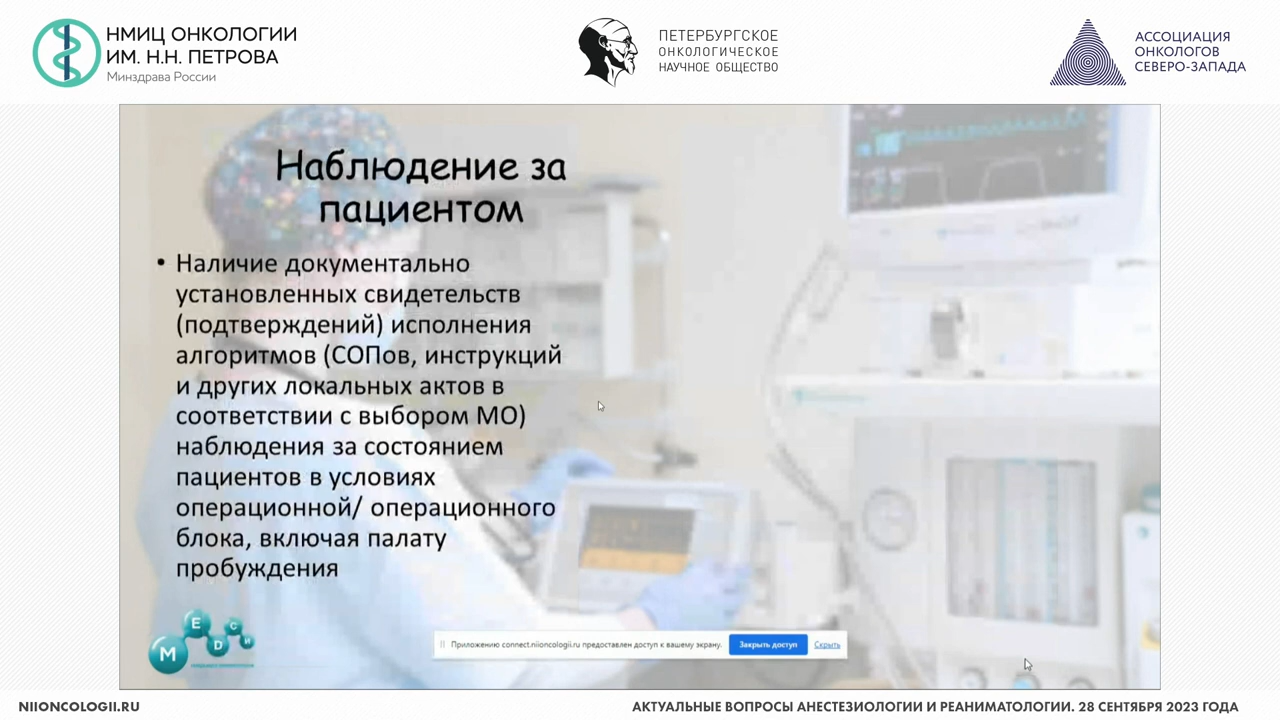 НМИЦ ОНКОЛОГИИ
ИМ. Н.Н. ПЕТРОВА
Минздрава России
ПЕТЕРБУРГСКОЕ
ОНКОЛОГИЧЕСКОЕ
НАУЧНОЕ ОБЩЕСТВО
АССОЦИАЦИЯ
ОНКОЛОГОВ
СЕВЕРО-ЗАПАДА
Наблюдение за
пациентом
• Наличие документально
установленных свидетельств
(подтверждений) исполнения
алгоритмов (СОПов, инструкций
и других локальных актов в
соответствии с выбором МО)
наблюдения за состоянием
пациентов в условиях
операционной/ операционного
блока, включая палату
пробуждения
МЕDСИ
Приложению connect.niioncologii.ru предоставлен доступ к вашему экрану.
Закрыть доступ
Скрыть
NIIONCOLOGII.RU
АКТУАЛЬНЫЕ ВОПРОСЫ АНЕСТЕЗИОЛОГИИ И РЕАНИМАТОЛОГИИ. 28 СЕНТЯБРЯ 2023 ГОДА